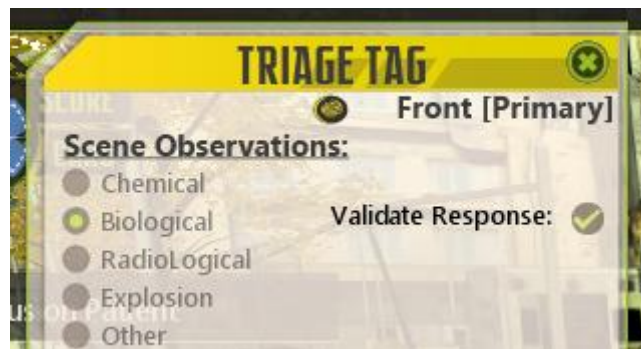 TRIAGE TAG
Front [Primary]
Scene Observations:
Chemical
Biological
Validate Response:
RadioLogical
Explosion
Other